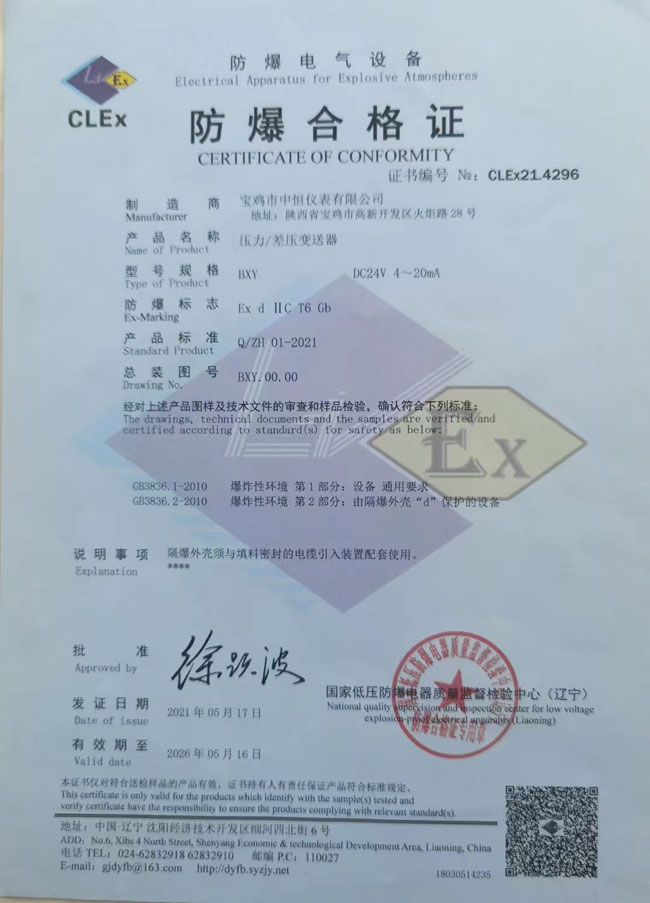 防爆电气设备
Electrical Apparatus for Explosive Atmospheres
CLEx
防爆合格证
CERTIFICATE OF CONFORMITY
证书编号 №: CLEx21.4296
制造商 宝鸡市中恒仪表有限公司
Manufacturer 地址: 陕西省宝鸡市高新开发区火炬路28号
产品名称 压力/差压变送器
Name of Product
型号规格 BXY DC24V 4～20mA
Type of Product
防爆标志 Ex d ⅡC T6 Gb
Ex-Marking
产品标准 Q/ZH 01-2021
Standard Product
总装图号 BXY.00.00
Drawing No.
经对上述产品图样及技术文件的审查和样品检验，确认符合下列标准:
The drawings, technical documents and the samples are verified and
certified according to standard(s) for safety as below:
GB3836.1-2010 爆炸性环境 第1部分: 设备 通用要求
GB3836.2-2010 爆炸性环境 第2部分: 由隔爆外壳“d”保护的设备
说明事项 隔爆外壳须与填料密封的电缆引入装置配套使用。
Explanation ****
批准 徐跃波
Approved by
国家低压防爆电器质量监督检验中心（辽宁）
National quality supervision and inspection center for low voltage
explosion-proof electrical apparatus (Liaoning)
防爆合格证专用章
发证日期 2021年05月17日
Date of issue
有效期至 2026年05月16日
Valid date
本证书仅对符合送检样品的产品有效，证书持有人有责任保证产品符合标准规定。
This certificate is only valid for the products which identify with the sample(s) tested and
verify certificate have the responsibility to ensure the products complying with relevant standard(s).
地址: 中国·辽宁 沈阳经济技术开发区细河四北街6号
ADD: No.6, Xihe 4 North Street, Shenyang Economic & technological Development Area, Liaoning, China
电话 TEL: 024-62832918 62832910 邮编 P.C: 110027
E-mail: gjdyfb@163.com http://dyfb.syzjy.net
18030514235